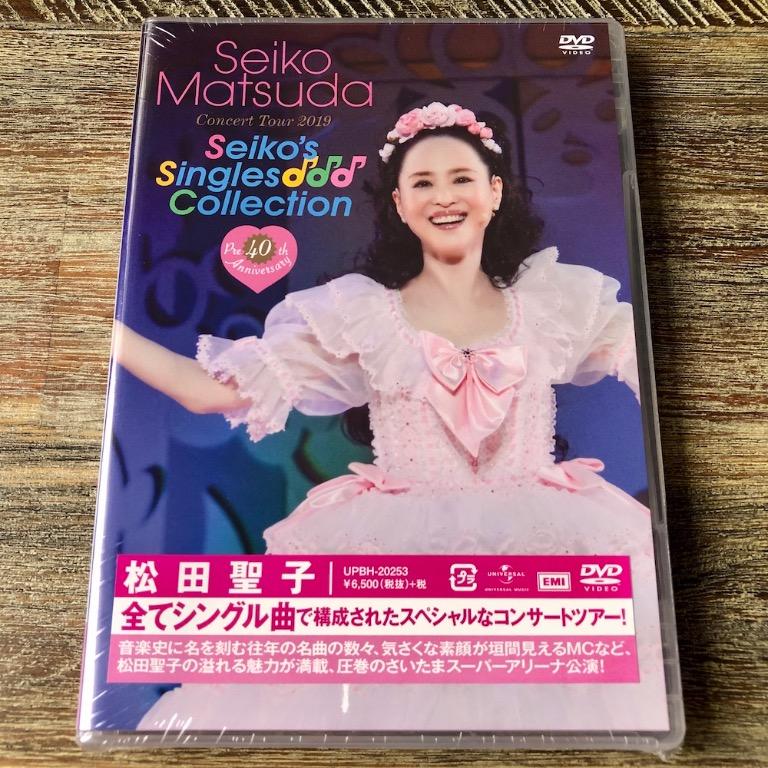 DVD
VIDEO
Seiko
Matsuda
Concert Tour 2019
Seiko's
Singles
Collection
Pre 40th
Anniversary
松田聖子
UPBH-20253
¥6,500(税抜)+税
UNIVERSAL
UNIVERSAL MUSIC
EMI
DVD
VIDEO
全てシングル曲で構成されたスペシャルなコンサートツアー!
音楽史に名を刻む往年の名曲の数々、気さくな素顔が垣間見えるMCなど、
松田聖子の溢れる魅力が満載、圧巻のさいたまスーパーアリーナ公演!